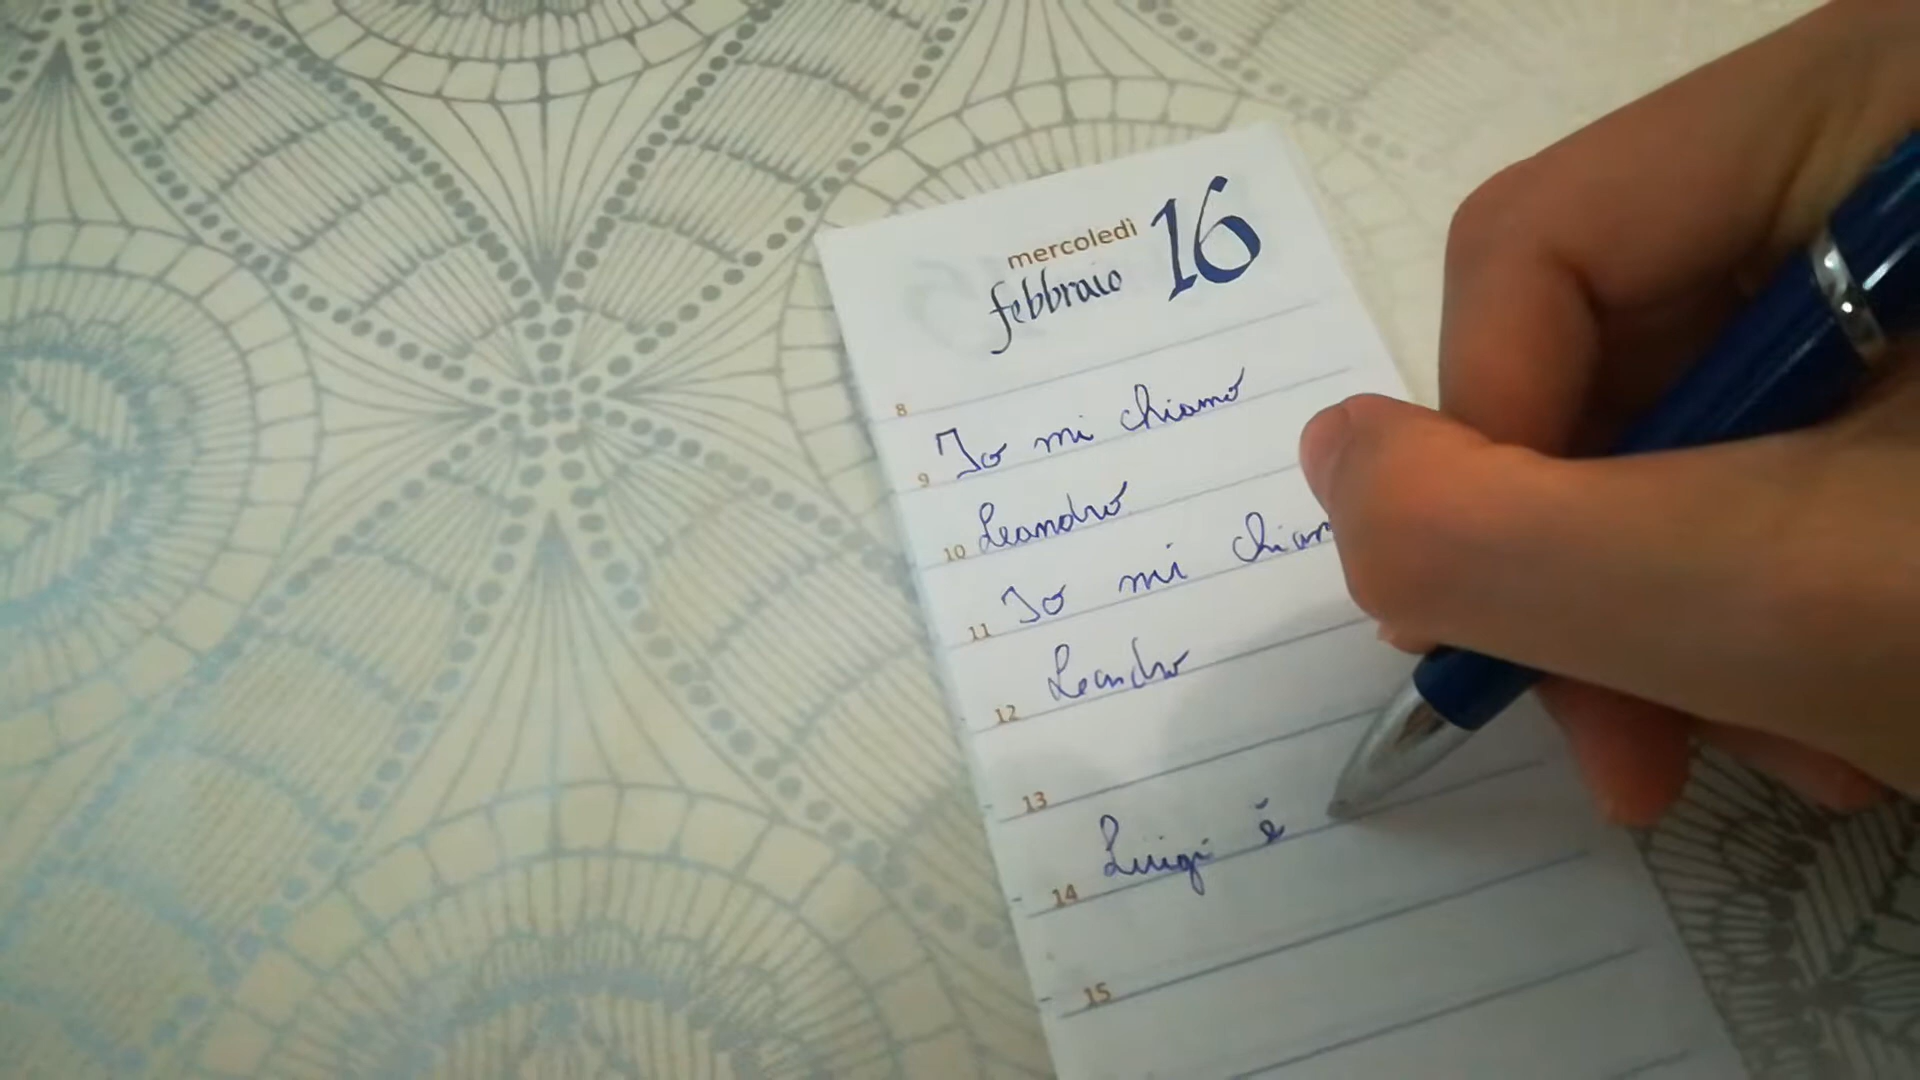 mercoledì
febbraio 16
8
9 Io mi chiamo
10 Leandro
11 Io mi
12 Leandro
13
14 Luigi è
15